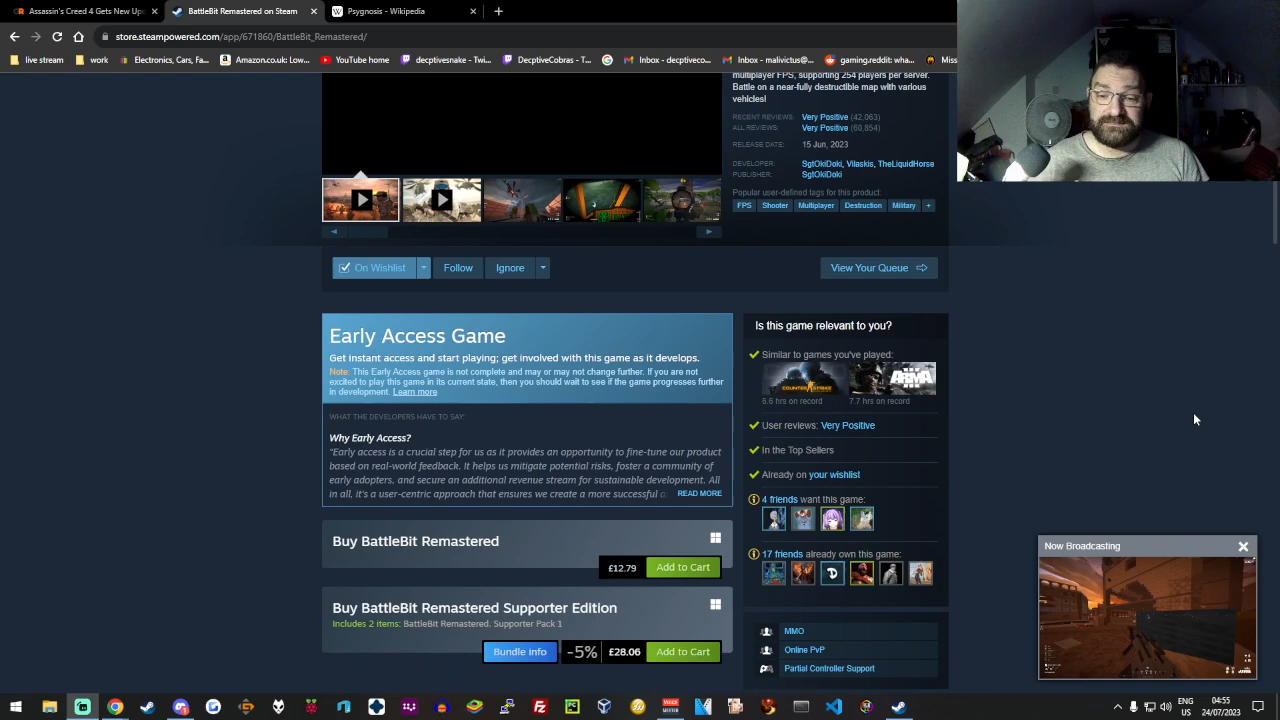 Assassin's Creed 4 Gets New Up
BattleBit Remastered on Steam
Psygnosis - Wikipedia
store.steampowered.com/app/671860/BattleBit_Remastered/
live stream
work
Electronics, Cars, Fa...
Amazon.co.uk: Low...
YouTube home
decptivesnake - Twi...
DecptiveCobras - T...
Inbox - decptiveco...
Inbox - malivictus@...
gaming.reddit: wha...
Miss
multiplayer FPS, supporting 254 players per server.
Battle on a near-fully destructible map with various
vehicles!
RECENT REVIEWS: Very Positive (42,063)
ALL REVIEWS: Very Positive (60,854)
RELEASE DATE: 15 Jun, 2023
DEVELOPER: SgtOkiDoki, Vilaskis, TheLiquidHorse
PUBLISHER: SgtOkiDoki
Popular user-defined tags for this product:
FPS Shooter Multiplayer Destruction Military +
On Wishlist Follow Ignore View Your Queue
Early Access Game
Get instant access and start playing; get involved with this game as it develops.
Note: This Early Access game is not complete and may or may not change further. If you are not
excited to play this game in its current state, then you should wait to see if the game progresses further
in development. Learn more
WHAT THE DEVELOPERS HAVE TO SAY:
Why Early Access?
"Early access is a crucial step for us as it provides an opportunity to fine-tune our product
based on real-world feedback. It helps us mitigate potential risks, foster a community of
early adopters, and secure an additional revenue stream for sustainable development. All
in all, it's a user-centric approach that ensures we create a more successful a READ MORE
Buy BattleBit Remastered
£12.79 Add to Cart
Buy BattleBit Remastered Supporter Edition
Includes 2 items: BattleBit Remastered, Supporter Pack 1
Bundle info -5% £28.06 Add to Cart
Is this game relevant to you?
Similar to games you've played:
COUNTER STRIKE
ARMA
6.6 hrs on record 7.7 hrs on record
User reviews: Very Positive
In the Top Sellers
Already on your wishlist
4 friends want this game:
17 friends already own this game:
MMO
Online PvP
Partial Controller Support
Now Broadcasting
ENG
US
04:55
24/07/2023